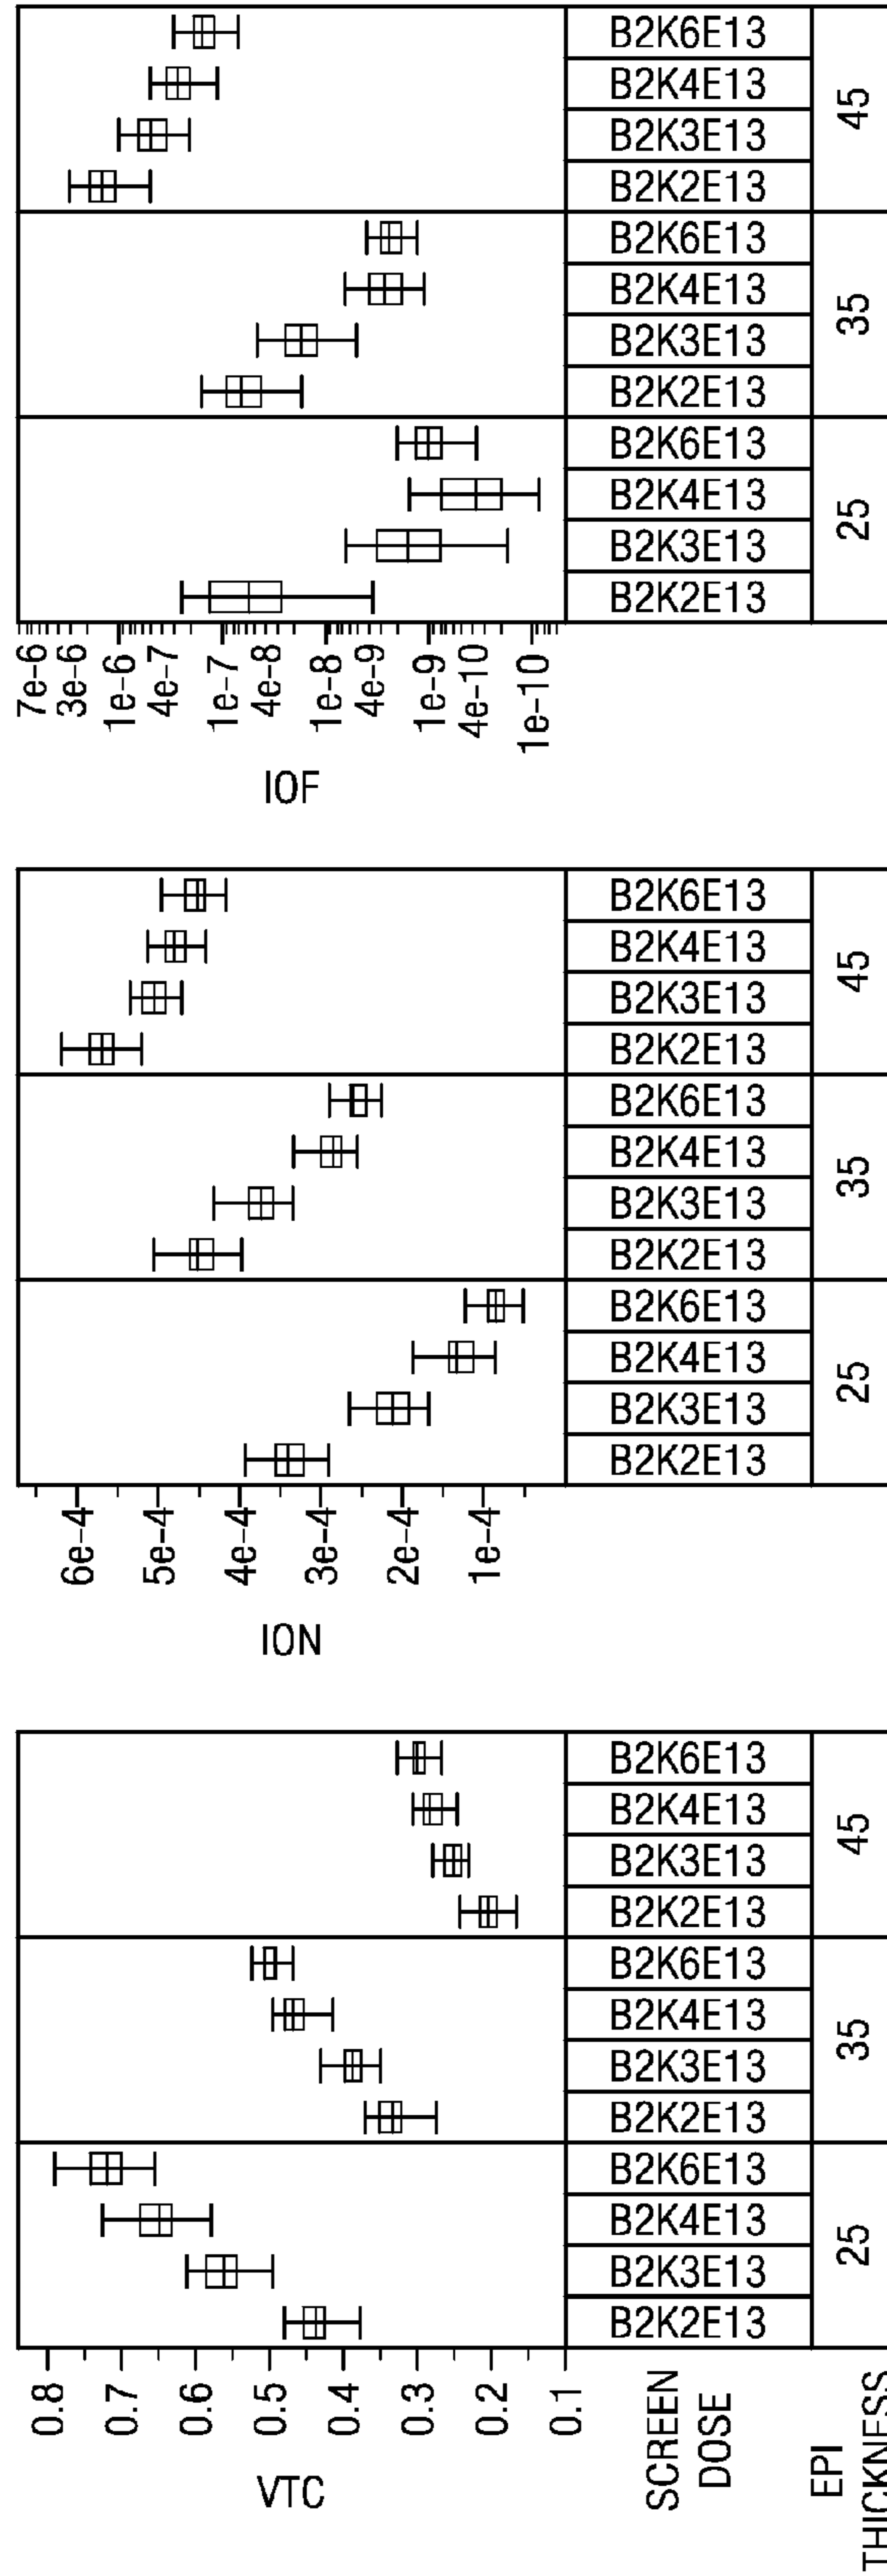 VTC
0.8
0.7
0.6
0.5
0.4
0.3
0.2
0.1
SCREEN DOSE
B2K2E13 B2K3E13 B2K4E13 B2K6E13 B2K2E13 B2K3E13 B2K4E13 B2K6E13 B2K2E13 B2K3E13 B2K4E13 B2K6E13
EPI THICKNESS
25 35 45
ION
6e-4
5e-4
4e-4
3e-4
2e-4
1e-4
B2K2E13 B2K3E13 B2K4E13 B2K6E13 B2K2E13 B2K3E13 B2K4E13 B2K6E13 B2K2E13 B2K3E13 B2K4E13 B2K6E13
25 35 45
IOF
7e-6
3e-6
1e-6
4e-7
1e-7
4e-8
1e-8
4e-9
1e-9
4e-10
1e-10
B2K2E13 B2K3E13 B2K4E13 B2K6E13 B2K2E13 B2K3E13 B2K4E13 B2K6E13 B2K2E13 B2K3E13 B2K4E13 B2K6E13
25 35 45